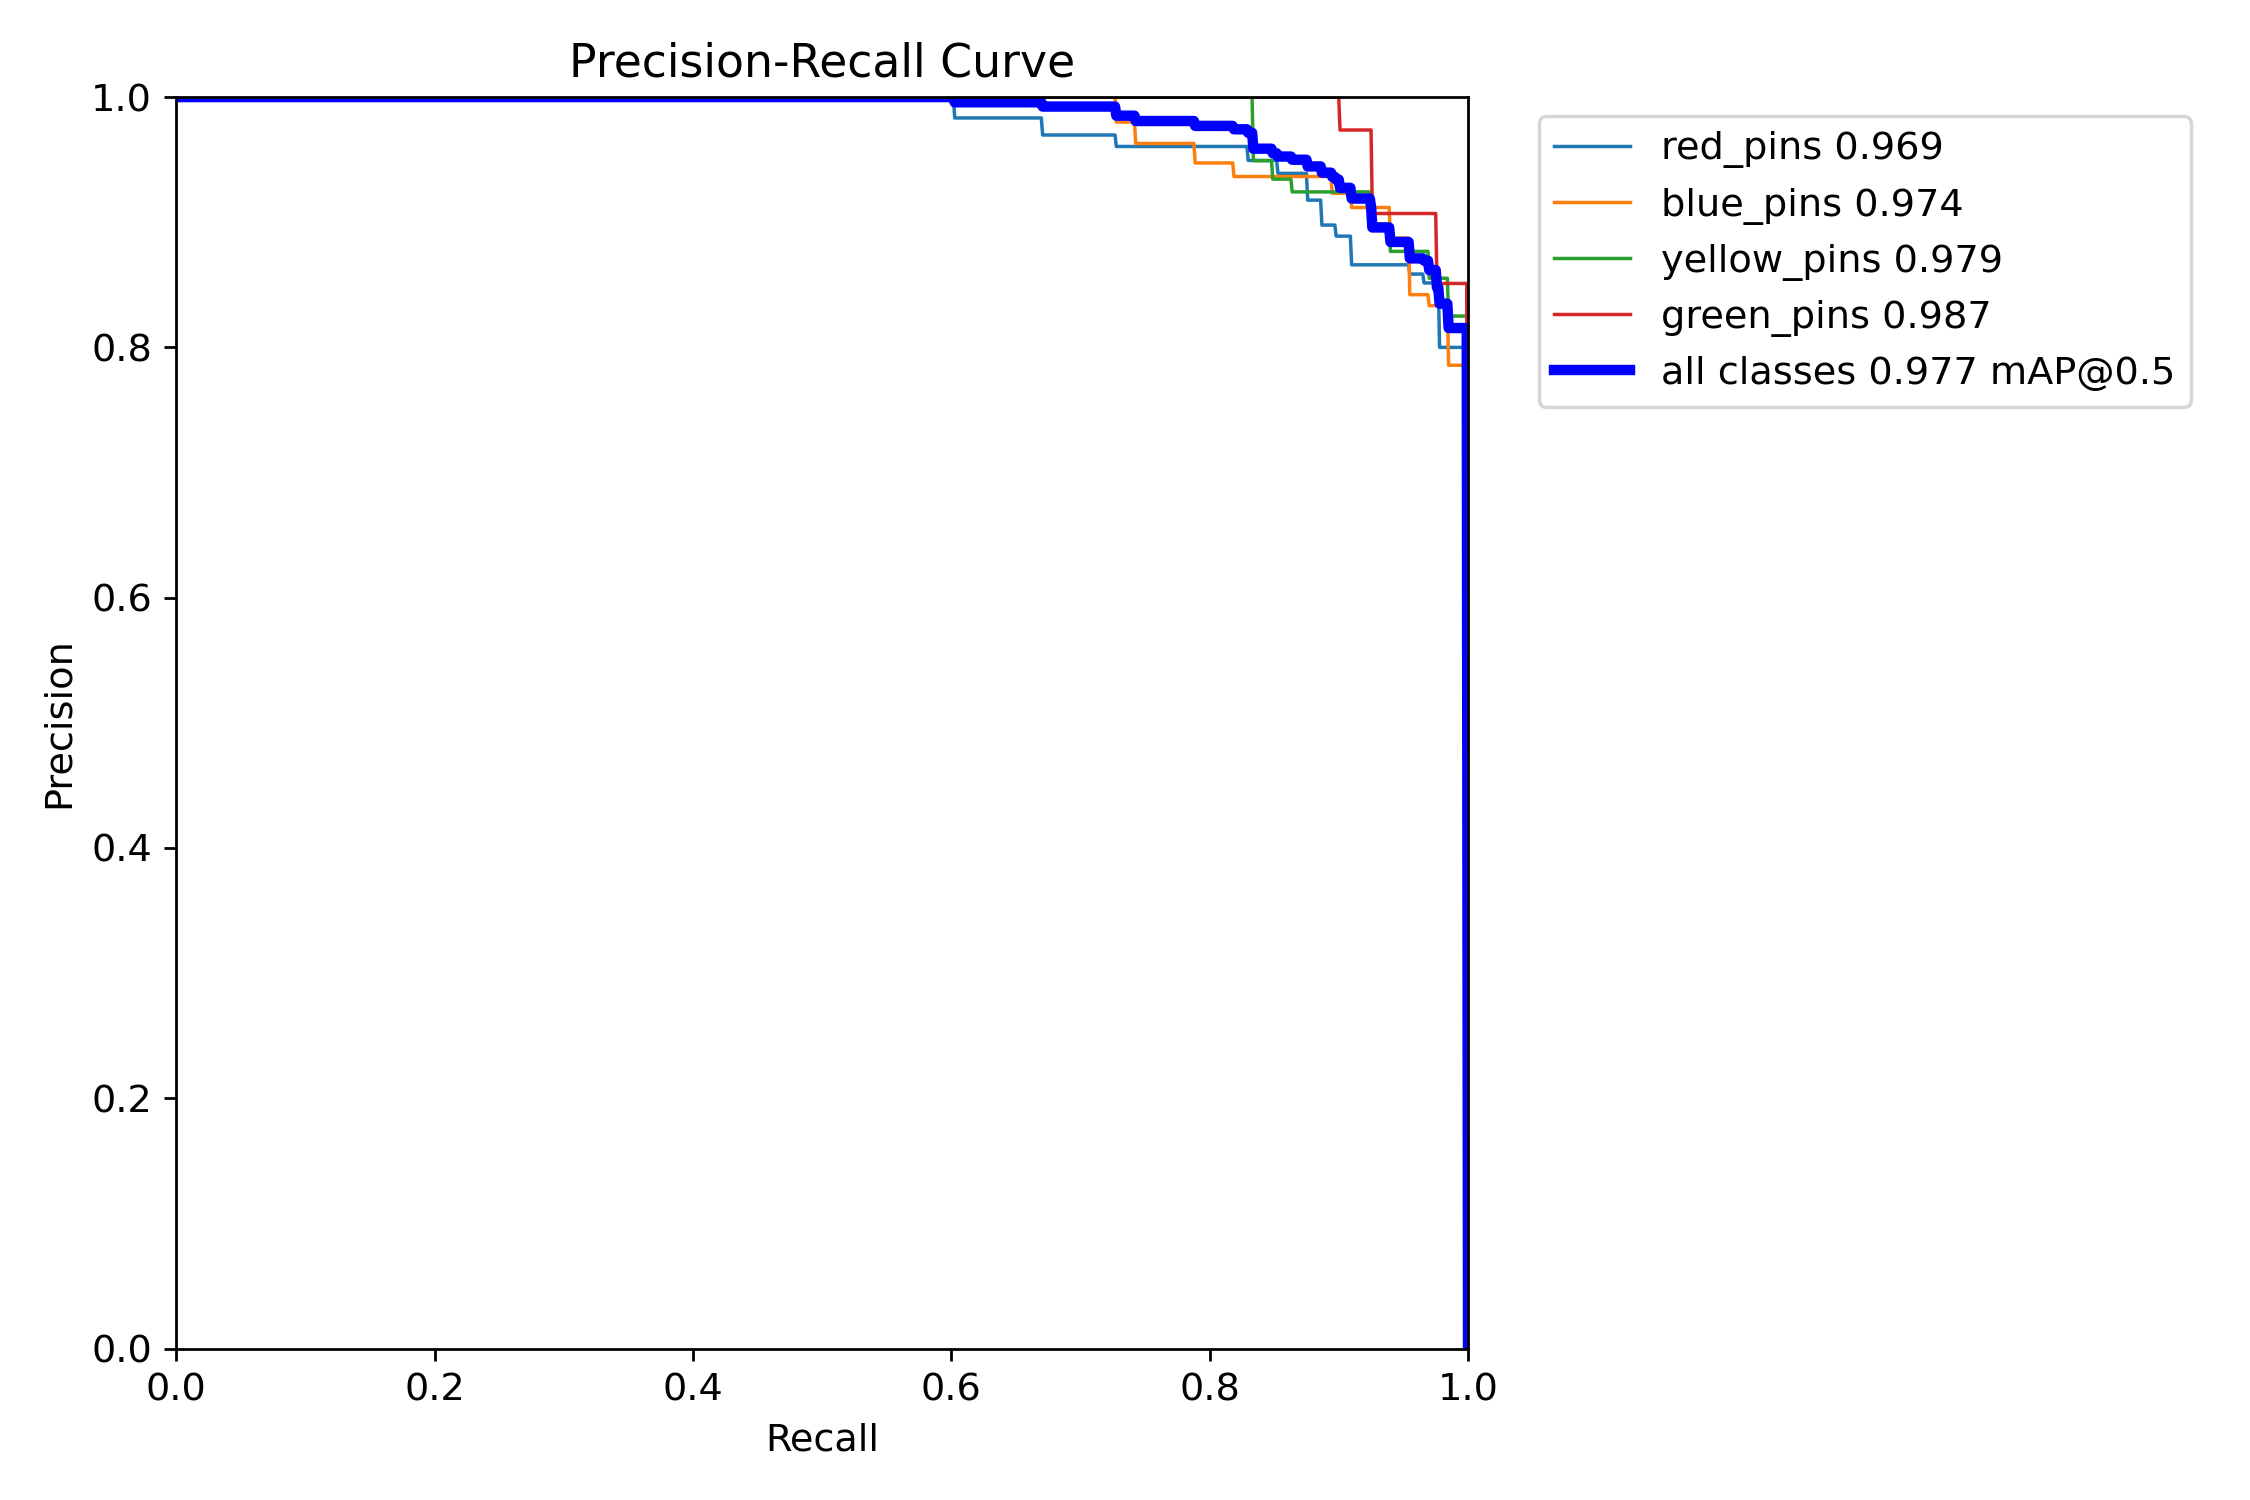 Precision-Recall Curve
1.0
0.8
0.6
0.4
0.2
0.0
Precision
0.0 0.2 0.4 0.6 0.8 1.0
Recall
red_pins 0.969
blue_pins 0.974
yellow_pins 0.979
green_pins 0.987
all classes 0.977 mAP@0.5